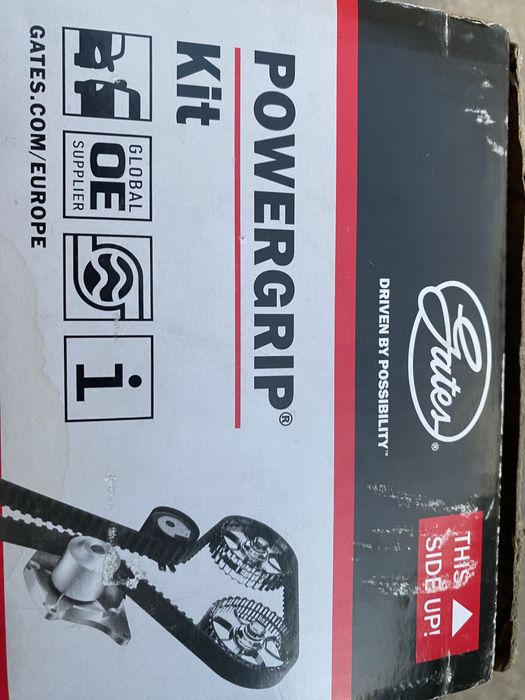 Gates®
DRIVEN BY POSSIBILITY™
THIS
SIDE UP!
POWERGRIP®
Kit
GLOBAL
OE
SUPPLIER
i
GATES.COM/EUROPE